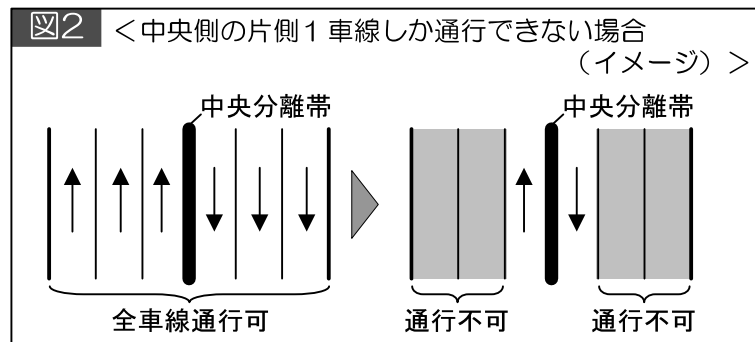 図2 <中央側の片側1車線しか通行できない場合
(イメージ)>
中央分離帯
中央分離帯
全車線通行可
通行不可
通行不可